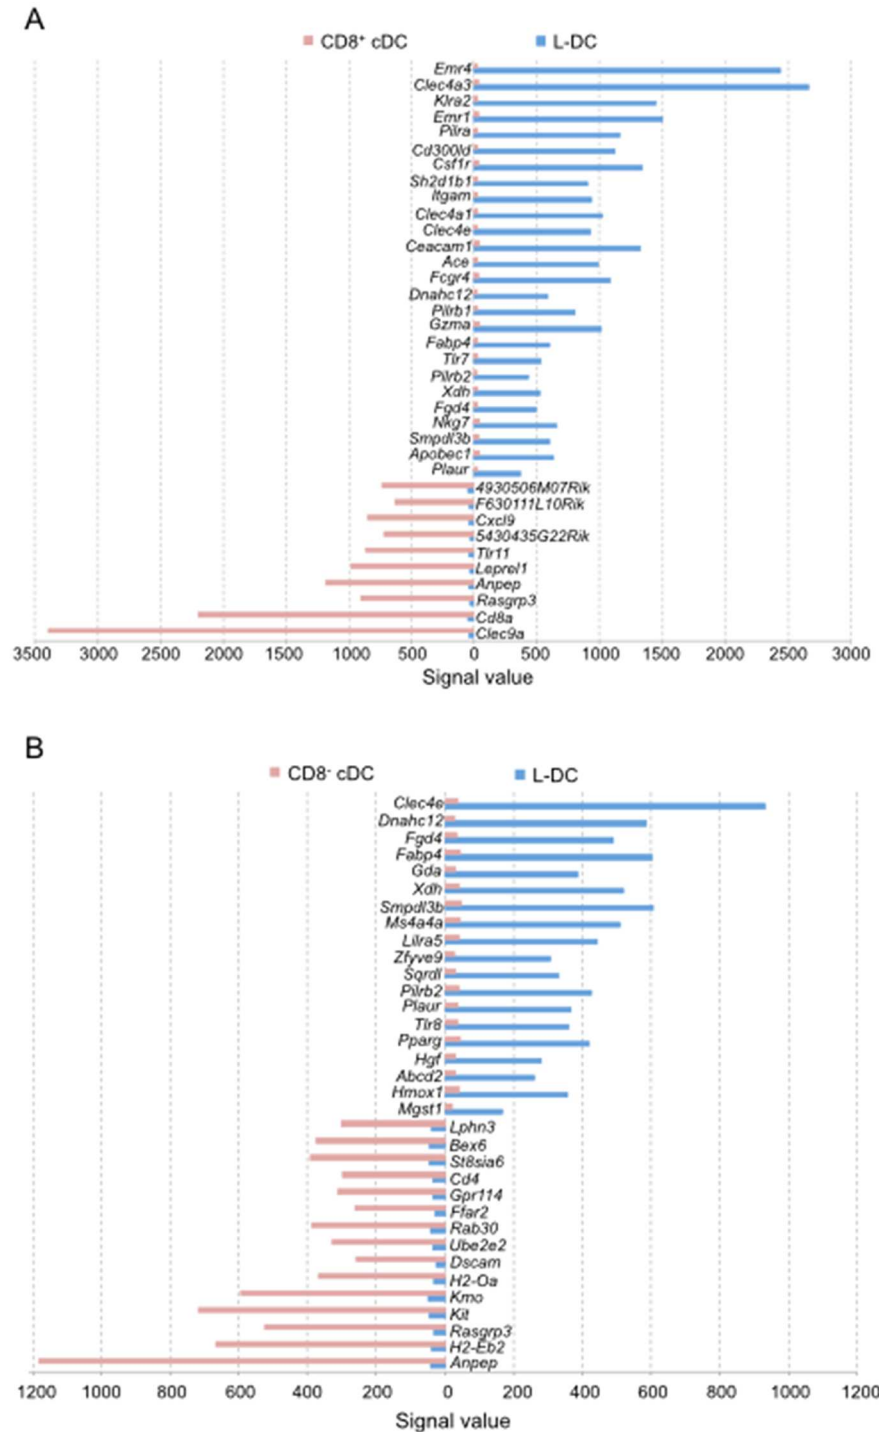 A
CD8⁺ cDC L-DC
Emr4
Clec4a3
Klra2
Emr1
Pilra
Cd300ld
Csf1r
Sh2d1b1
Itgam
Clec4a1
Clec4e
Ceacam1
Ace
Fcgr4
Dnahc12
Pilrb1
Gzma
Fabp4
Tlr7
Pilrb2
Xdh
Fgd4
Nkg7
Smpdl3b
Apobec1
Plaur
4930506M07Rik
F630111L10Rik
Cxcl9
5430435G22Rik
Tlr11
Leprel1
Anpep
Rasgrp3
Cd8a
Clec9a
3500 3000 2500 2000 1500 1000 500 0 500 1000 1500 2000 2500 3000
Signal value
B
CD8⁻ cDC L-DC
Clec4e
Dnahc12
Fgd4
Fabp4
Gda
Xdh
Smpdl3b
Ms4a4a
Lilra5
Zfyve9
Sqrdl
Pilrb2
Plaur
Tlr8
Pparg
Hgf
Abcd2
Hmox1
Mgst1
Lphn3
Bex6
St8sia6
Cd4
Gpr114
Ffar2
Rab30
Ube2e2
Dscam
H2-Oa
Kmo
Kit
Rasgrp3
H2-Eb2
Anpep
1200 1000 800 600 400 200 0 200 400 600 800 1000 1200
Signal value